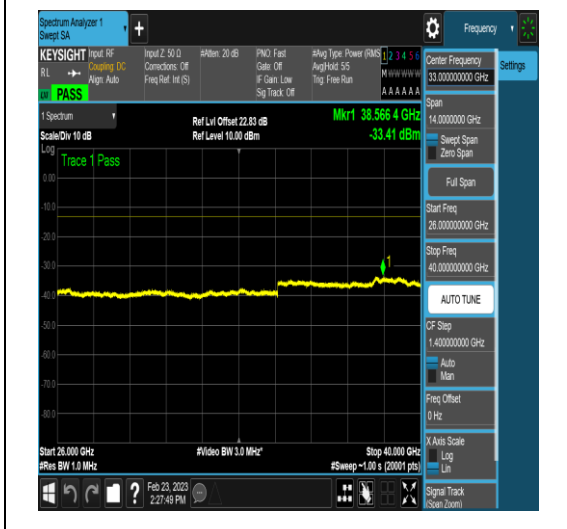 Spectrum Analyzer 1
Swept SA
+
Frequency
KEYSIGHT
Input: RF
Coupling: DC
Align: Auto
RL
PASS
Input Z: 50 Ω
Corrections: Off
Freq Ref: Int (S)
#Atten: 20 dB
PNO: Fast
Gate: Off
IF Gain: Low
Sig Track: Off
#Avg Type: Power (RMS
Avg|Hold: 5/5
Trig: Free Run
1 2 3 4 5 6
M W W W W W
A A A A A A
1 Spectrum
Scale/Div 10 dB
Ref Lvl Offset 22.83 dB
Ref Level 10.00 dBm
Mkr1 38.566 4 GHz
-33.41 dBm
Log
Trace 1 Pass
0.00
-10.0
-20.0
-30.0
-40.0
-50.0
-60.0
-70.0
-80.0
1
Start 26.000 GHz
#Res BW 1.0 MHz
#Video BW 3.0 MHz*
Stop 40.000 GHz
#Sweep ~1.00 s (20001 pts)
Feb 23, 2023
2:27:49 PM
?
Center Frequency
33.000000000 GHz
Settings
Span
14.0000000 GHz
Swept Span
Zero Span
Full Span
Start Freq
26.000000000 GHz
Stop Freq
40.000000000 GHz
AUTO TUNE
CF Step
1.400000000 GHz
Auto
Man
Freq Offset
0 Hz
X Axis Scale
Log
Lin
Signal Track
(Span Zoom)